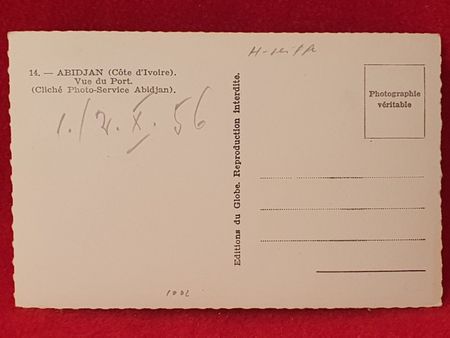 14. — ABIDJAN (Côte d'Ivoire).
Vue du Port.
(Cliché Photo-Service Abidjan).
1./2. X. 56
Editions du Globe. Reproduction interdite.
Photographie
véritable